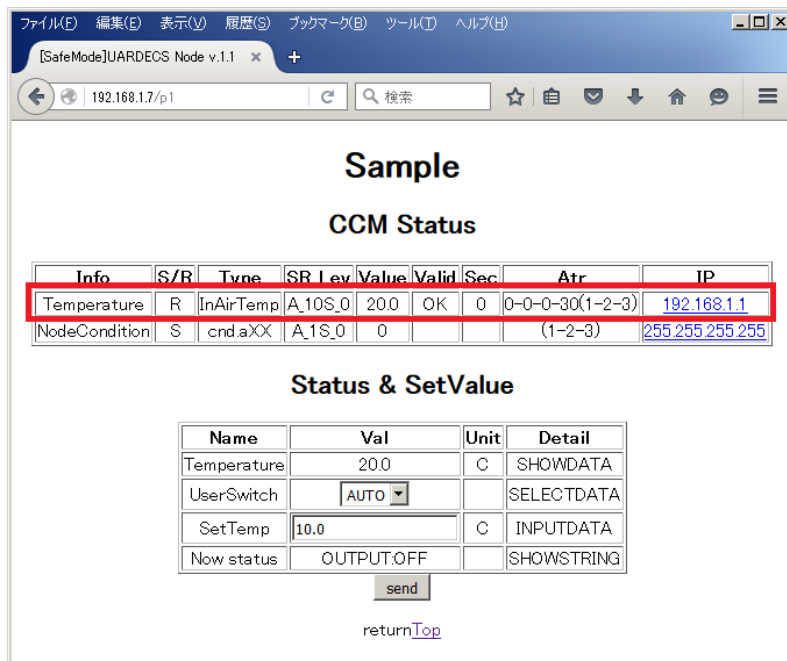 ファイル(F) 編集(E) 表示(V) 履歴(S) ブックマーク(B) ツール(T) ヘルプ(H)
[SafeMode]UARDECS Node v.1.1 × +
192.168.1.7/p1 検索
Sample
CCM Status
Info S/R Type SR Lev Value Valid Sec Atr IP
Temperature R InAirTemp A_10S_0 20.0 OK 0 0-0-0-30(1-2-3) 192.168.1.1
NodeCondition S cnd.aXX A_1S_0 0 (1-2-3) 255.255.255.255
Status & SetValue
Name Val Unit Detail
Temperature 20.0 C SHOWDATA
UserSwitch AUTO SELECTDATA
SetTemp 10.0 C INPUTDATA
Now status OUTPUT:OFF SHOWSTRING
send
returnTop